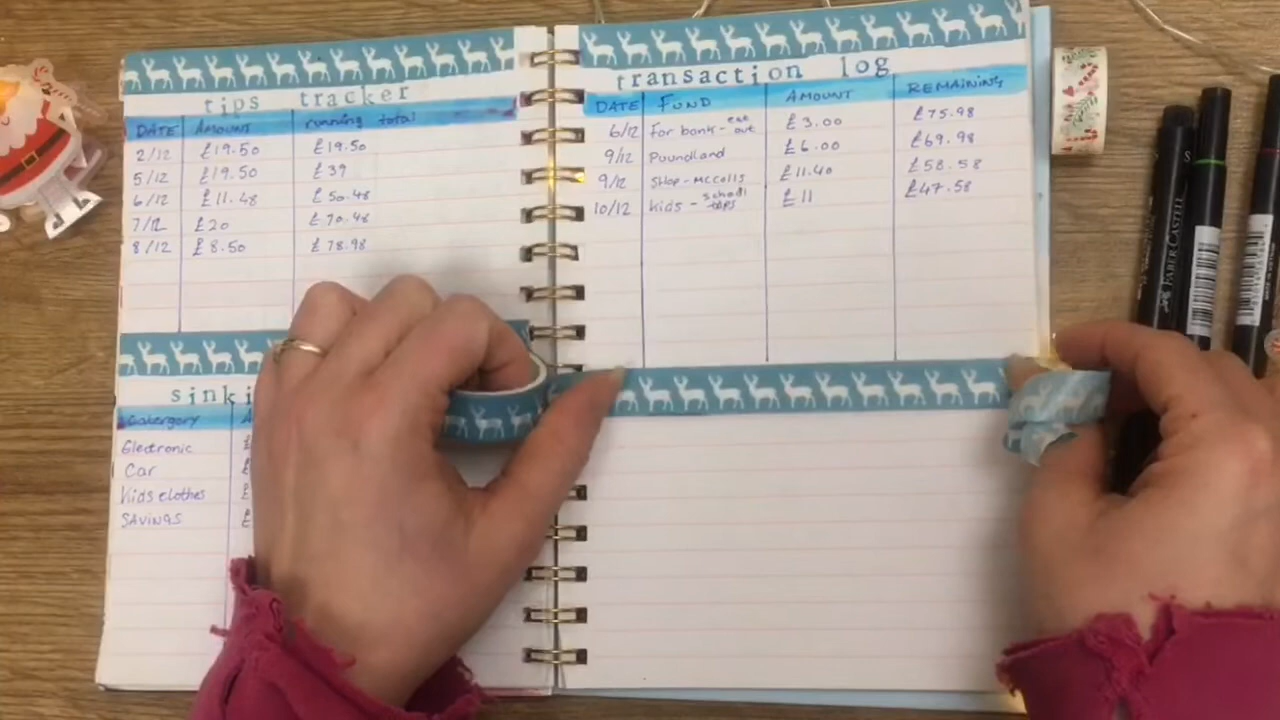 tips tracker
DATE AMOUNT running total
2/12 £19.50 £19.50
5/12 £19.50 £39
6/12 £11.48 £50.48
7/12 £20 £70.48
8/12 £8.50 £78.98
sinki
Catergory A
Electronic £
Car £
Kids clothes £
SAVINGS £
transaction log
DATE FUND AMOUNT REMAINING
6/12 For bank - eat out £3.00 £75.98
9/12 Poundland £6.00 £69.98
9/12 SHOP - MCCOLLS £11.40 £58.58
10/12 Kids - school £11 £47.58
FABER CASTELL